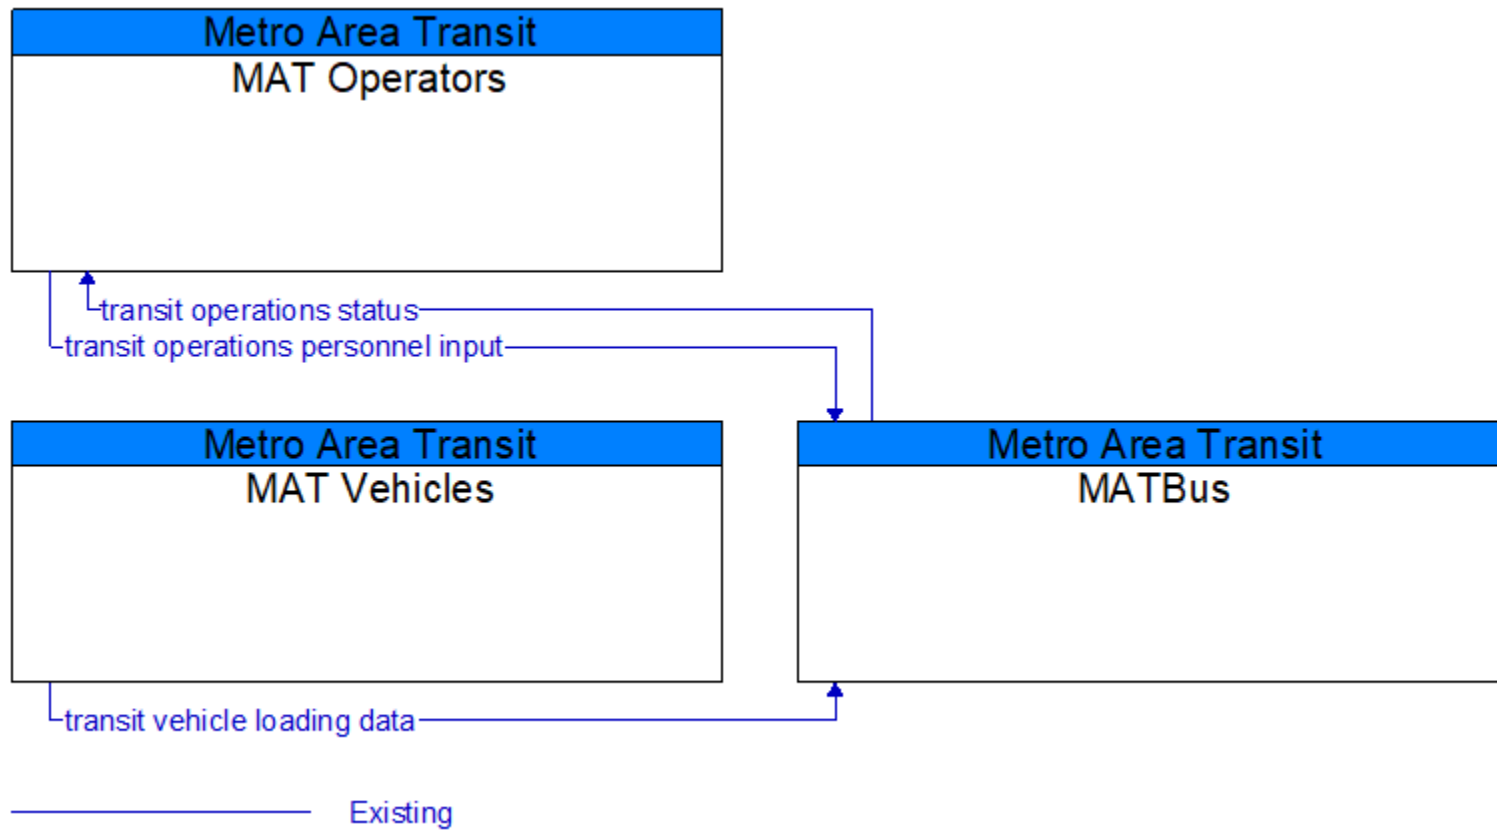 Metro Area Transit
MAT Operators
transit operations status
transit operations personnel input
Metro Area Transit
MAT Vehicles
Metro Area Transit
MATBus
transit vehicle loading data
Existing